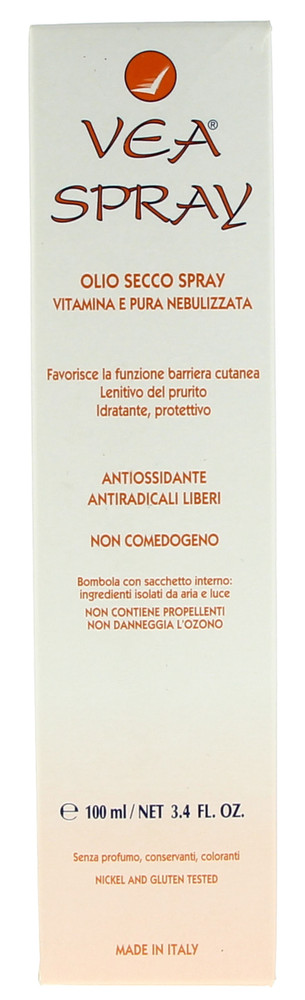 VEA®
SPRAY
OLIO SECCO SPRAY
VITAMINA E PURA NEBULIZZATA
Favorisce la funzione barriera cutanea
Lenitivo del prurito
Idratante, protettivo
ANTIOSSIDANTE
ANTIRADICALI LIBERI
NON COMEDOGENO
Bombola con sacchetto interno:
ingredienti isolati da aria e luce
NON CONTIENE PROPELLENTI
NON DANNEGGIA L'OZONO
℮ 100 ml / NET 3.4 FL. OZ.
Senza profumo, conservanti, coloranti
NICKEL AND GLUTEN TESTED
MADE IN ITALY